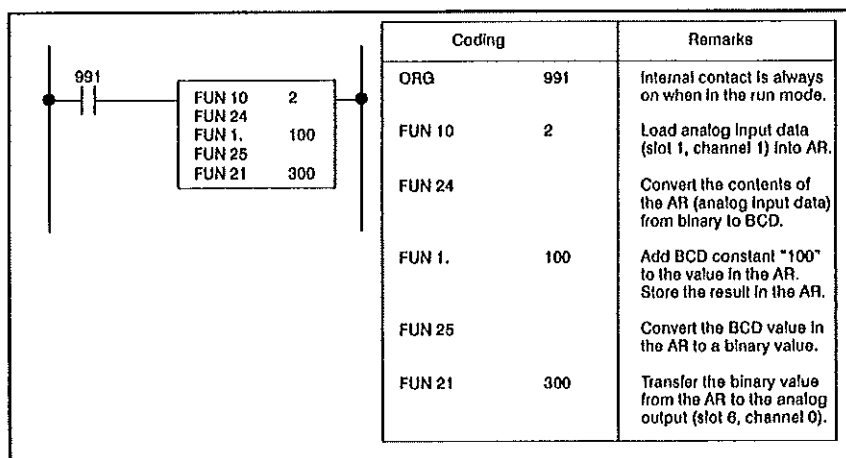 991
FUN 10 2
FUN 24
FUN 1. 100
FUN 25
FUN 21 300
Coding Remarks
ORG 991 Internal contact is always
on when in the run mode.
FUN 10 2 Load analog input data
(slot 1, channel 1) into AR.
FUN 24 Convert the contents of
the AR (analog input data)
from binary to BCD.
FUN 1. 100 Add BCD constant "100"
to the value in the AR.
Store the result in the AR.
FUN 25 Convert the BCD value in
the AR to a binary value.
FUN 21 300 Transfer the binary value
from the AR to the analog
output (slot 6, channel 0).